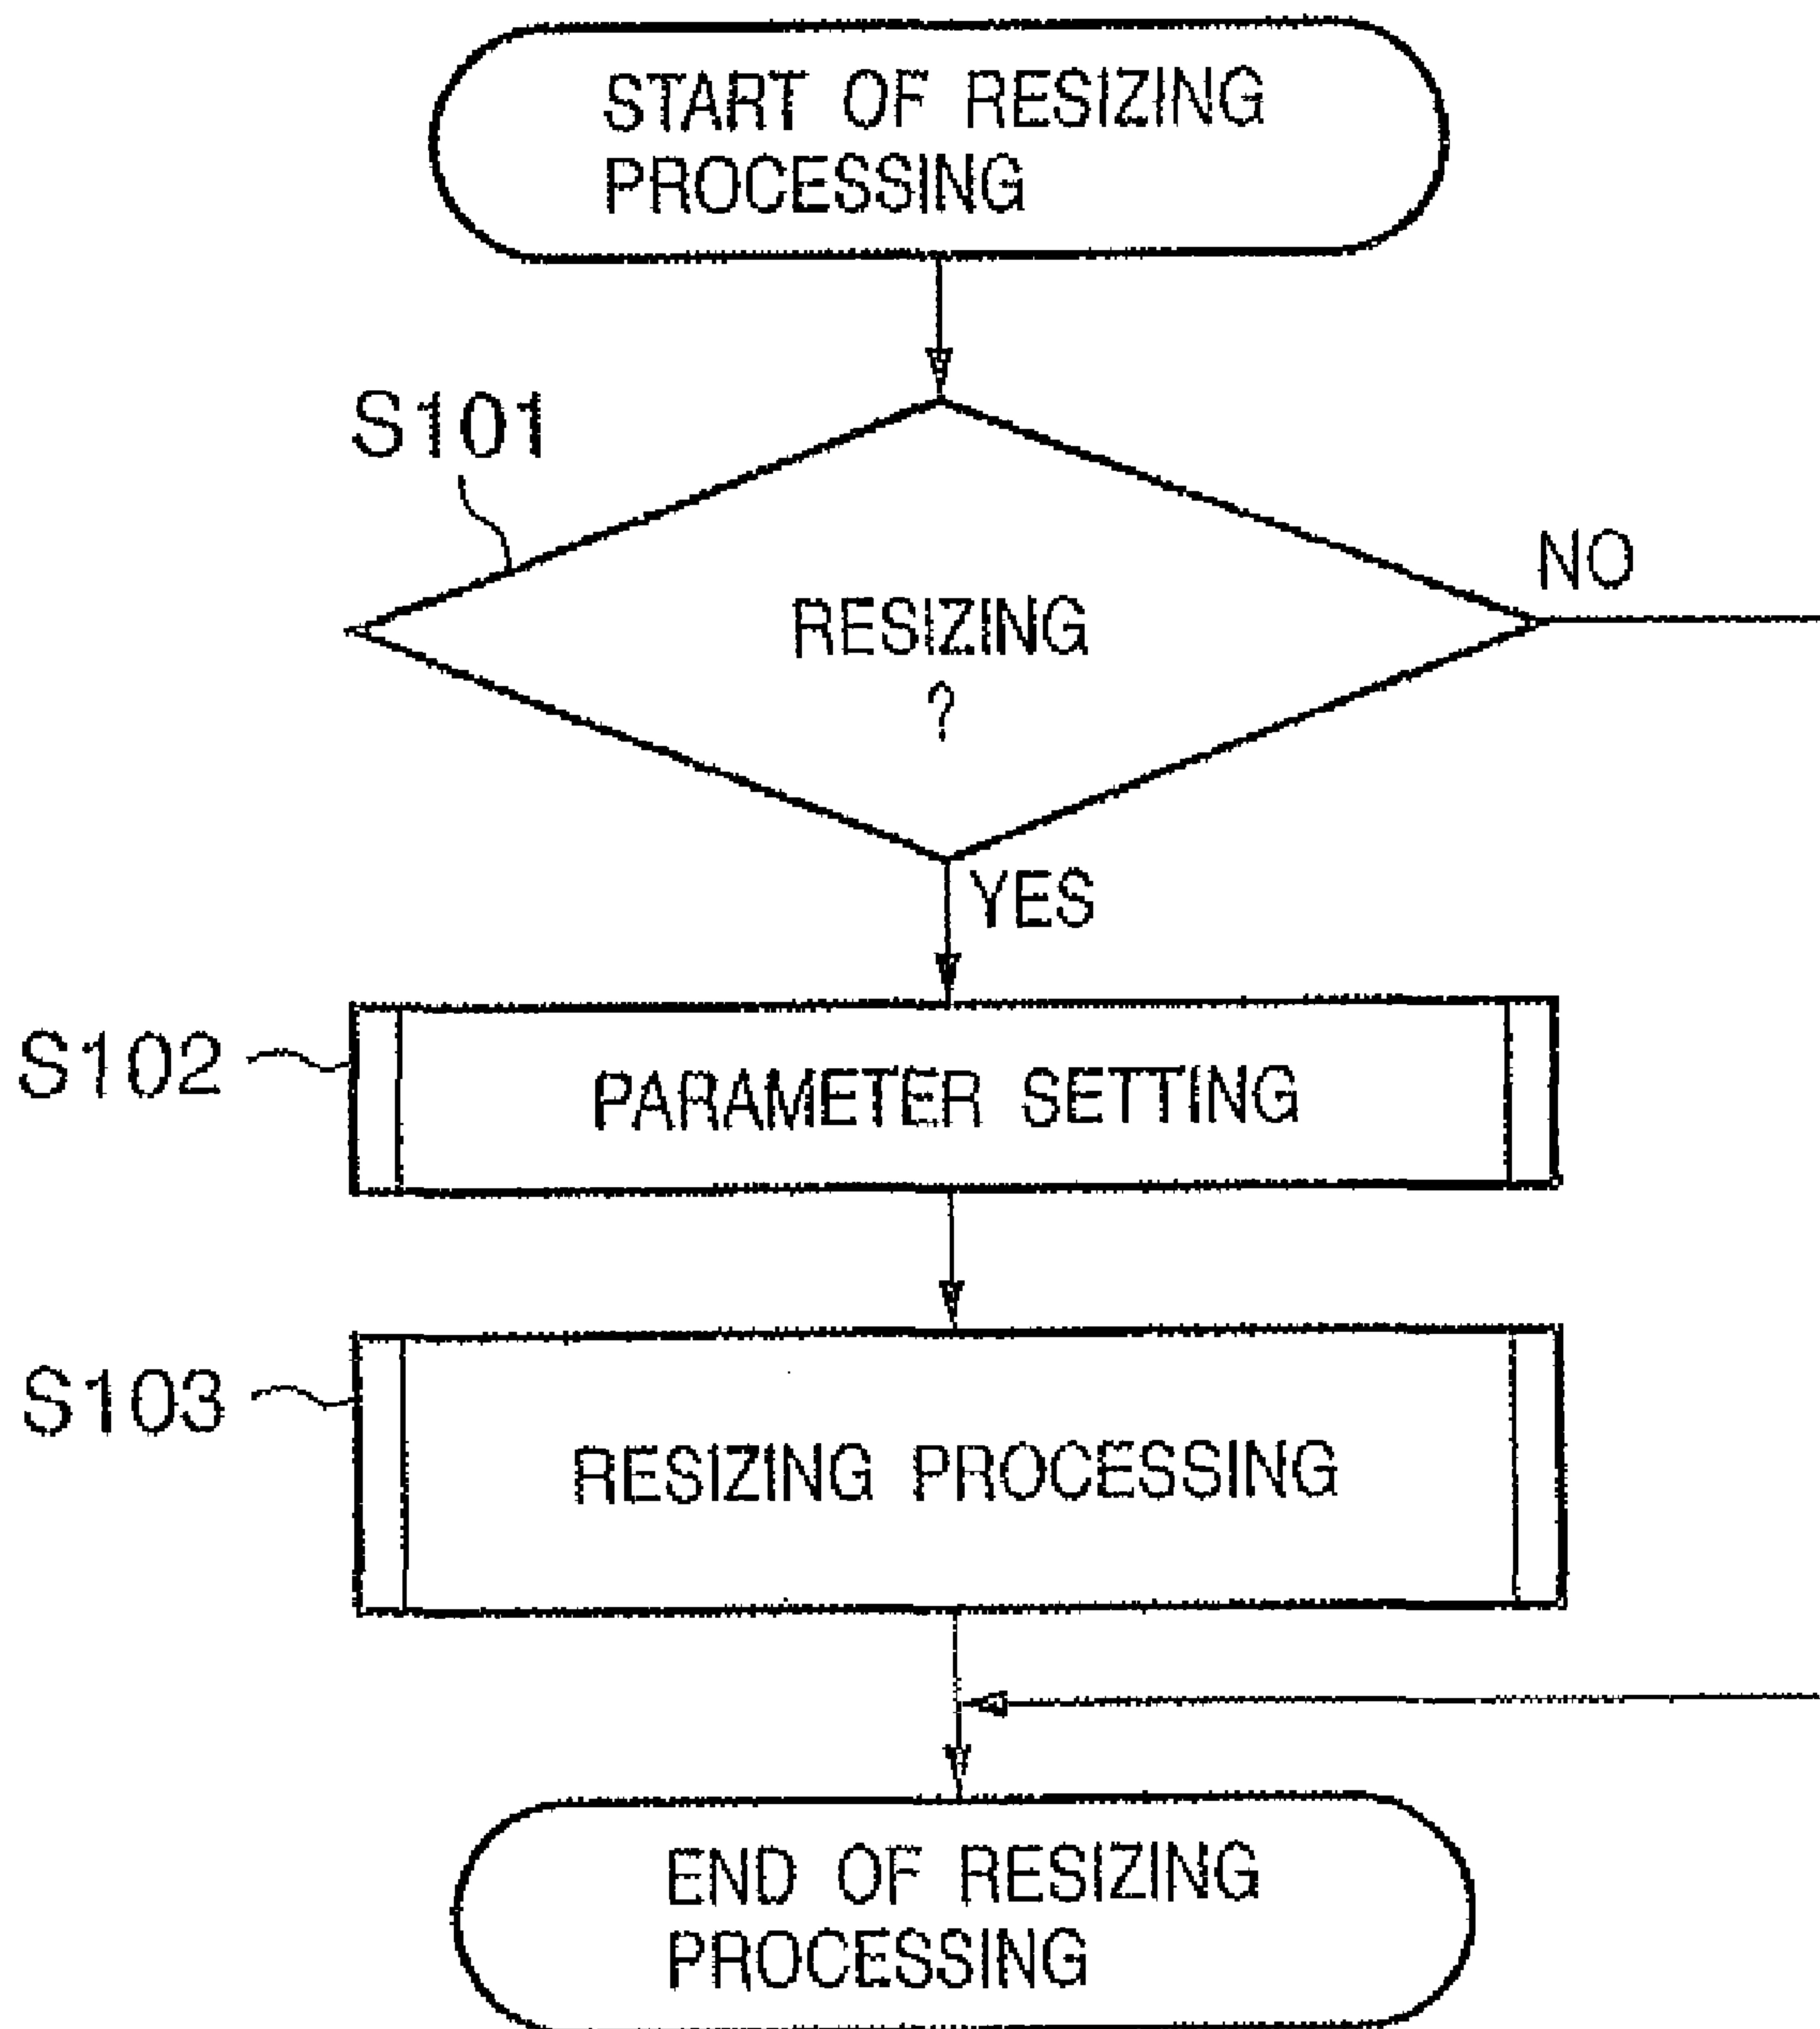 START OF RESIZING
PROCESSING
S101
NO
RESIZING
?
YES
S102
PARAMETER SETTING
S103
RESIZING PROCESSING
END OF RESIZING
PROCESSING